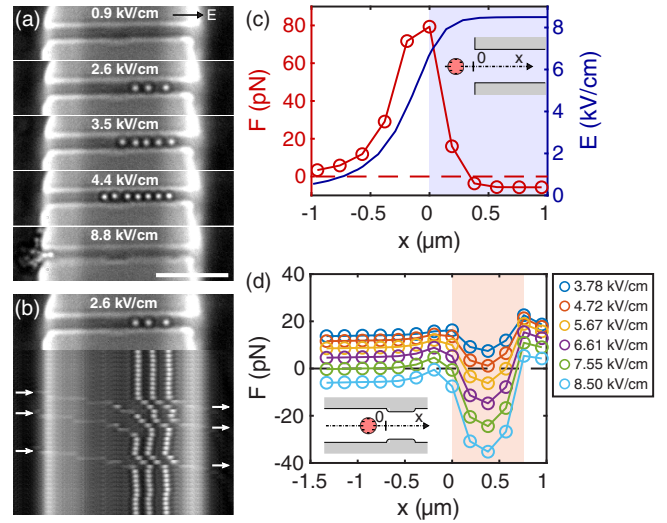 (a)
0.9 kV/cm
E
2.6 kV/cm
3.5 kV/cm
4.4 kV/cm
8.8 kV/cm
(b)
2.6 kV/cm
(c)
80
60
40
20
0
F (pN)
8
6
4
2
0
E (kV/cm)
0
x
-1
-0.5
0
0.5
1
x (μm)
(d)
40
20
0
-20
-40
F (pN)
0
x
-1.5
-1
-0.5
0
0.5
1
x (μm)
3.78 kV/cm
4.72 kV/cm
5.67 kV/cm
6.61 kV/cm
7.55 kV/cm
8.50 kV/cm